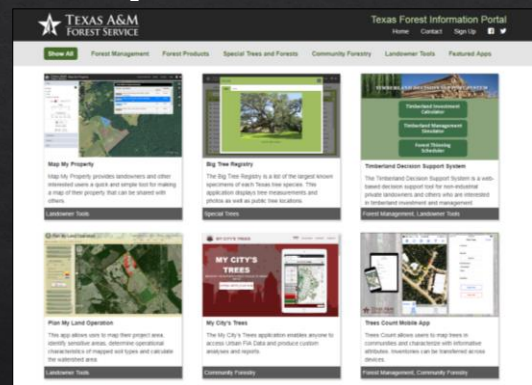 TEXAS A&M
FOREST SERVICE
Texas Forest Information Portal
Home Contact Sign Up
Show All Forest Management Forest Products Special Trees and Forests Community Forestry Landowner Tools Featured Apps
Map My Property
Map My Property provides landowners and other
interested users a quick and simple tool for making
a map of their property that can be shared with
others.
Landowner Tools
Big Tree Registry
The Big Tree Registry is a list of the largest known
specimens of each Texas tree species. This
application displays tree measurements and
photos as well as public tree locations.
Special Trees
TIMBERLAND DECISION SUPPORT SYSTEM
Timberland Investment
Calculator
Timberland Management
Simulator
Forest Thinning
Scheduler
Timberland Decision Support System
The Timberland Decision Support System is a web-
based decision support tool for non-industrial
private landowners and others who are interested
in timberland investment and management.
Forest Management, Landowner Tools
Plan My Land Operation
Plan My Land Operation
This app allows users to map their project area,
identify sensitive areas, determine operational
characteristics of mapped soil types and calculate
the watershed area.
Landowner Tools
MY CITY'S TREES
MY CITY'S
TREES
My City's Trees
The My City's Trees application enables anyone to
access Urban FIA Data and produce custom
analyses and reports.
Community Forestry
Trees Count Mobile App
Trees Count allows users to map trees in
communities and characterize with informative
attributes. Inventories can be transferred across
devices.
Forest Management, Community Forestry